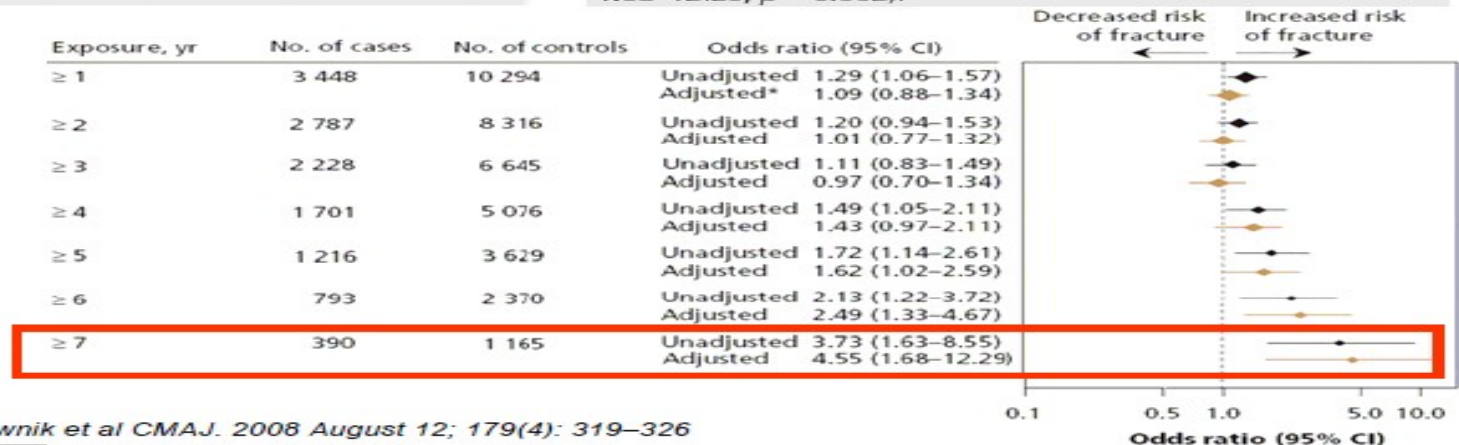 Decreased risk of fracture
Increased risk of fracture
Exposure, yr No. of cases No. of controls Odds ratio (95% CI)
≥ 1 3 448 10 294 Unadjusted 1.29 (1.06–1.57)
Adjusted* 1.09 (0.88–1.34)
≥ 2 2 787 8 316 Unadjusted 1.20 (0.94–1.53)
Adjusted 1.01 (0.77–1.32)
≥ 3 2 228 6 645 Unadjusted 1.11 (0.83–1.49)
Adjusted 0.97 (0.70–1.34)
≥ 4 1 701 5 076 Unadjusted 1.49 (1.05–2.11)
Adjusted 1.43 (0.97–2.11)
≥ 5 1 216 3 629 Unadjusted 1.72 (1.14–2.61)
Adjusted 1.62 (1.02–2.59)
≥ 6 793 2 370 Unadjusted 2.13 (1.22–3.72)
Adjusted 2.49 (1.33–4.67)
≥ 7 390 1 165 Unadjusted 3.73 (1.63–8.55)
Adjusted 4.55 (1.68–12.29)
0.1 0.5 1.0 5.0 10.0
Odds ratio (95% CI)
wnik et al CMAJ. 2008 August 12; 179(4): 319–326